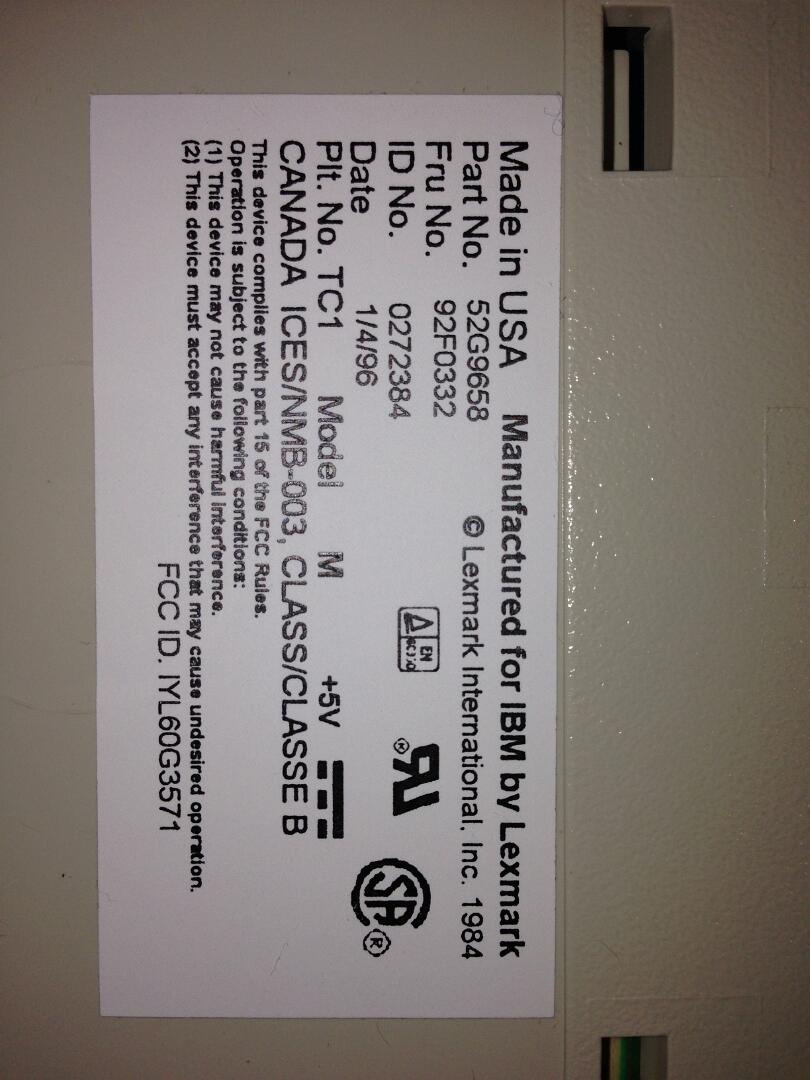 Made in USA Manufactured for IBM by Lexmark
Part No. 52G9658 © Lexmark International. Inc. 1984
Fru No. 92F0332
ID No. 0272384
Date 1/4/96
Plt. No. TC1 Model M +5V
CANADA ICES/NMB-003, CLASS/CLASSE B
This device complies with part 15 of the FCC Rules.
Operation is subject to the following conditions:
(1) This device may not cause harmful interference.
(2) This device must accept any interference that may cause undesired operation.
FCC ID. IYL60G3571
EN